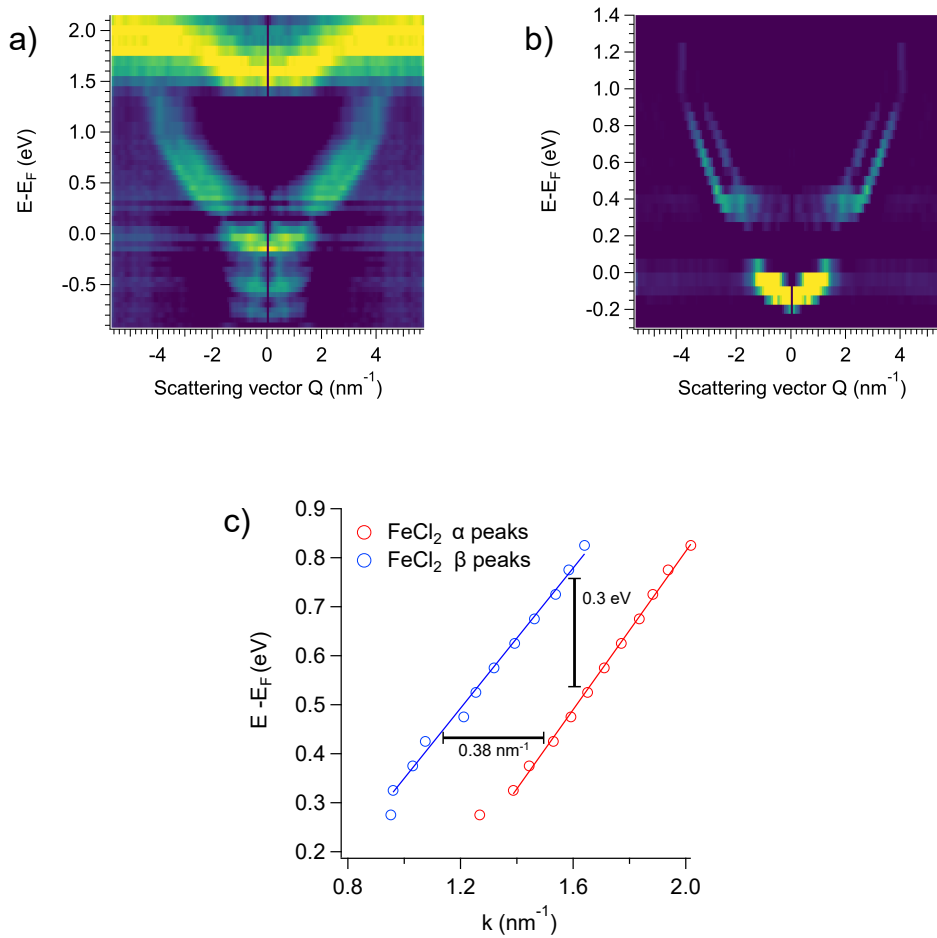 a)
2.0
1.5
1.0
0.5
0.0
-0.5
E-E_F (eV)
-4 -2 0 2 4
Scattering vector Q (nm⁻¹)
b)
1.4
1.2
1.0
0.8
0.6
0.4
0.2
0.0
-0.2
E-E_F (eV)
-4 -2 0 2 4
Scattering vector Q (nm⁻¹)
c)
0.9
0.8
0.7
0.6
0.5
0.4
0.3
0.2
E -E_F (eV)
FeCl₂ α peaks
FeCl₂ β peaks
0.3 eV
0.38 nm⁻¹
0.8 1.2 1.6 2.0
k (nm⁻¹)